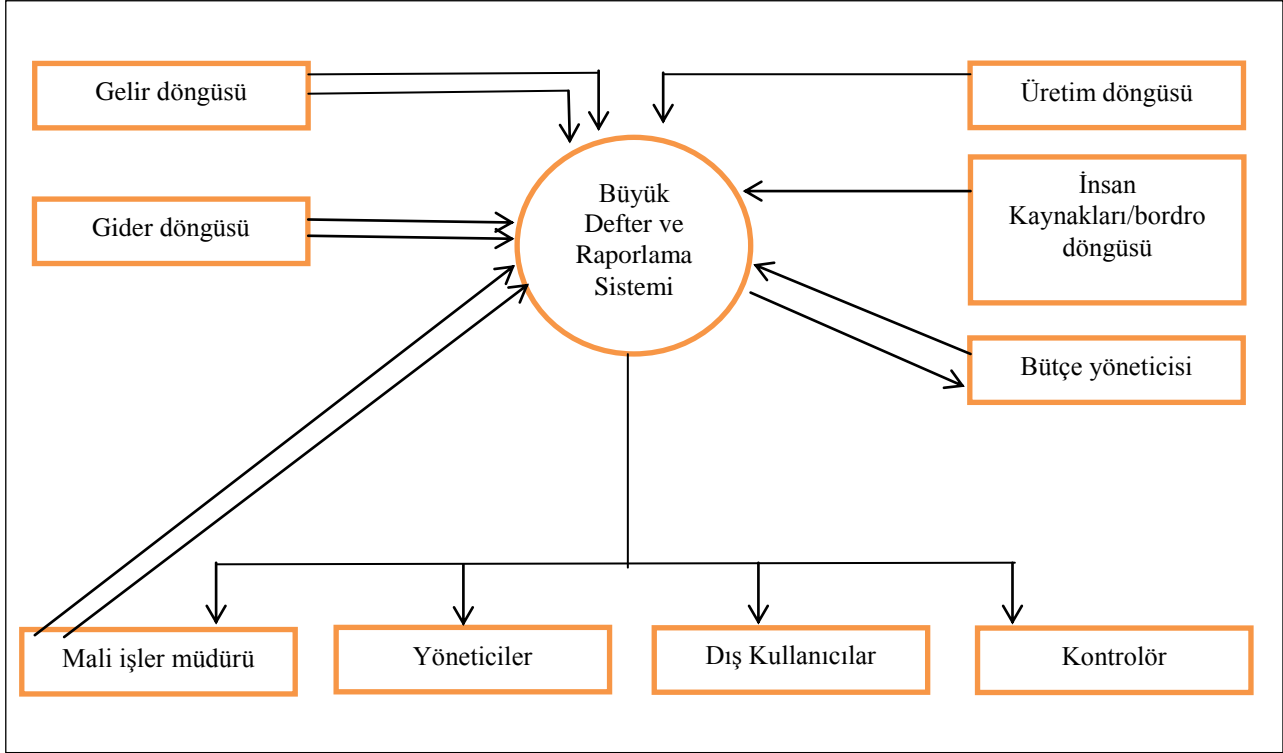 Gelir döngüsü
Üretim döngüsü
Gider döngüsü
Büyük
Defter ve
Raporlama
Sistemi
İnsan
Kaynakları/bordro
döngüsü
Bütçe yöneticisi
Mali işler müdürü
Yöneticiler
Dış Kullanıcılar
Kontrolör